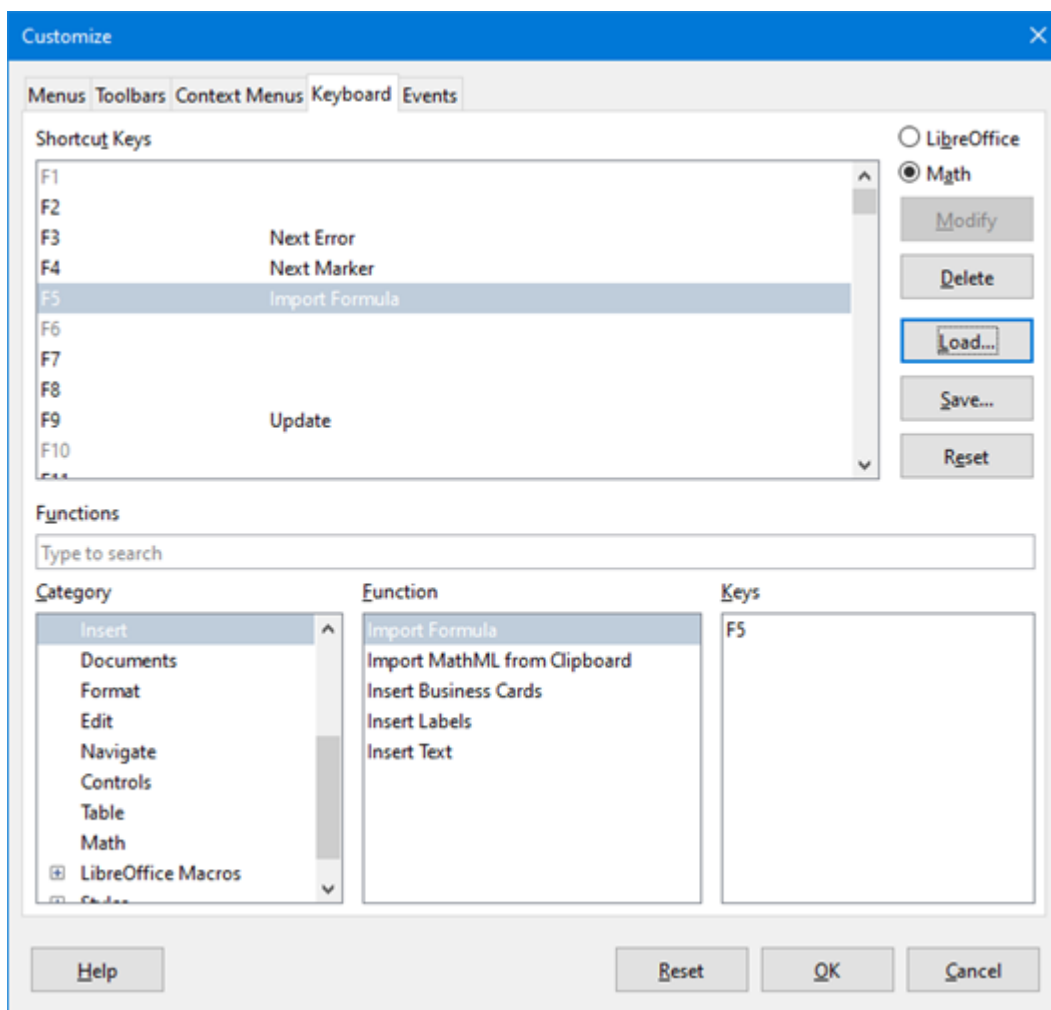 Customize
Menus Toolbars Context Menus Keyboard Events
Shortcut Keys
LibreOffice
Math
F1
F2
F3 Next Error
F4 Next Marker
F5 Import Formula
F6
F7
F8
F9 Update
F10
F11
Modify
Delete
Load...
Save...
Reset
Functions
Type to search
Category
Insert
Documents
Format
Edit
Navigate
Controls
Table
Math
LibreOffice Macros
Styles
Function
Import Formula
Import MathML from Clipboard
Insert Business Cards
Insert Labels
Insert Text
Keys
F5
Help
Reset
OK
Cancel